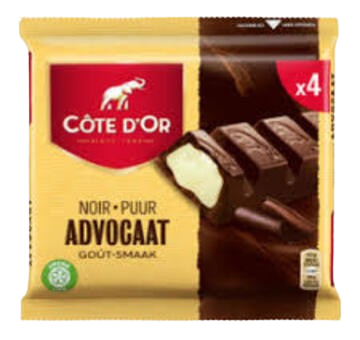 x4
CÔTE D'OR
NOIR • PUUR
ADVOCAAT
GOÛT-SMAAK